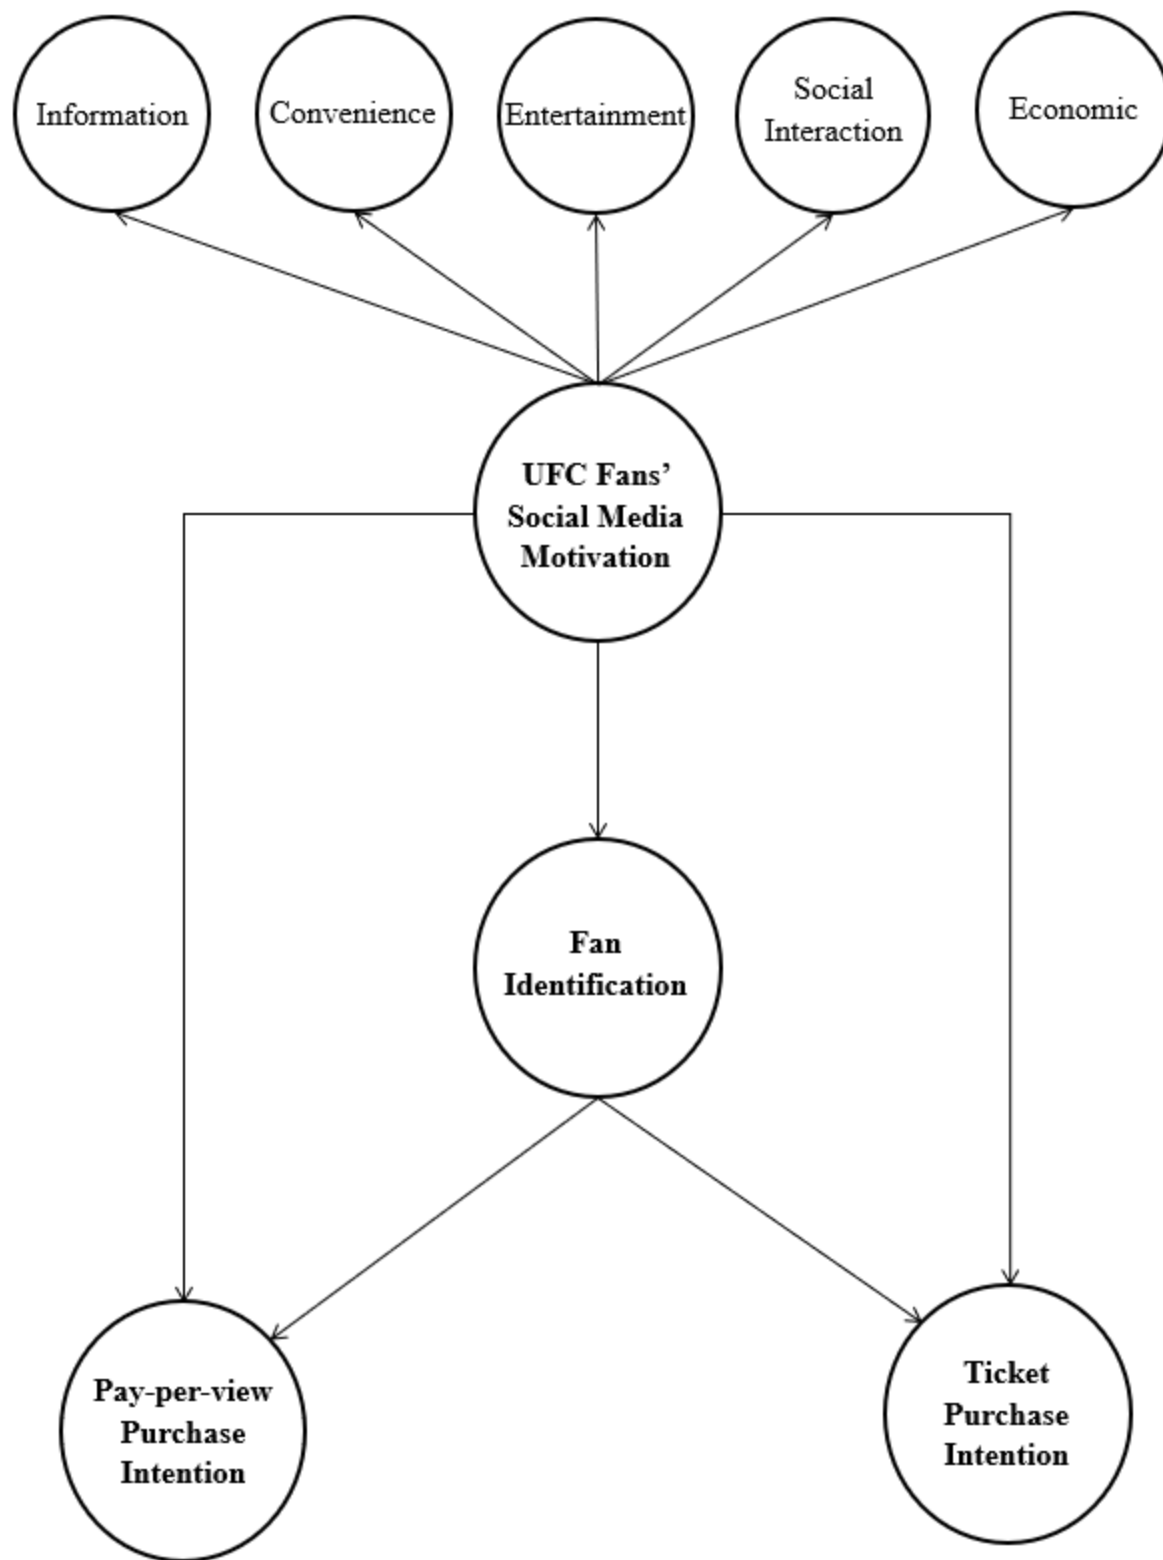 Information
Convenience
Entertainment
Social
Interaction
Economic
UFC Fans’
Social Media
Motivation
Fan
Identification
Pay-per-view
Purchase
Intention
Ticket
Purchase
Intention